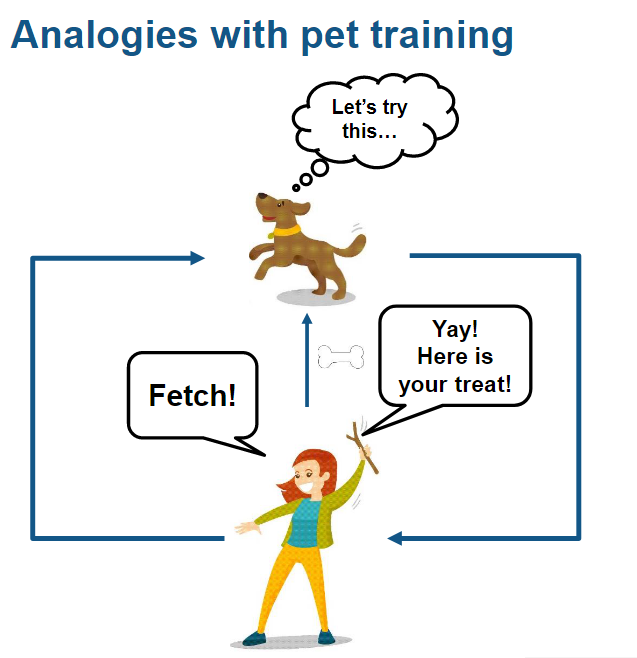 Analogies with pet training
Let’s try
this…
Yay!
Here is
your treat!
Fetch!